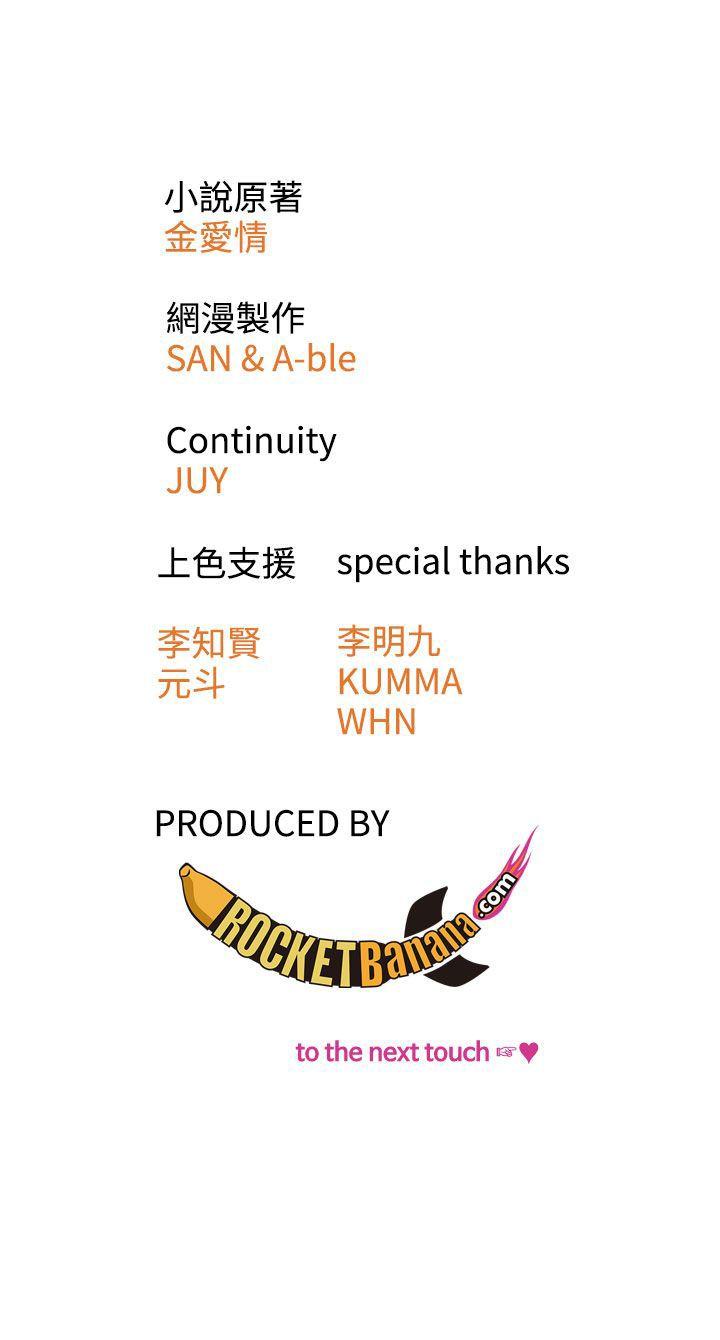 小說原著
金愛情
網漫製作
SAN & A-ble
Continuity
JUY
上色支援
李知賢
元斗
special thanks
李明九
KUMMA
WHN
PRODUCED BY
ROCKETBanana.com
to the next touch ☞♥